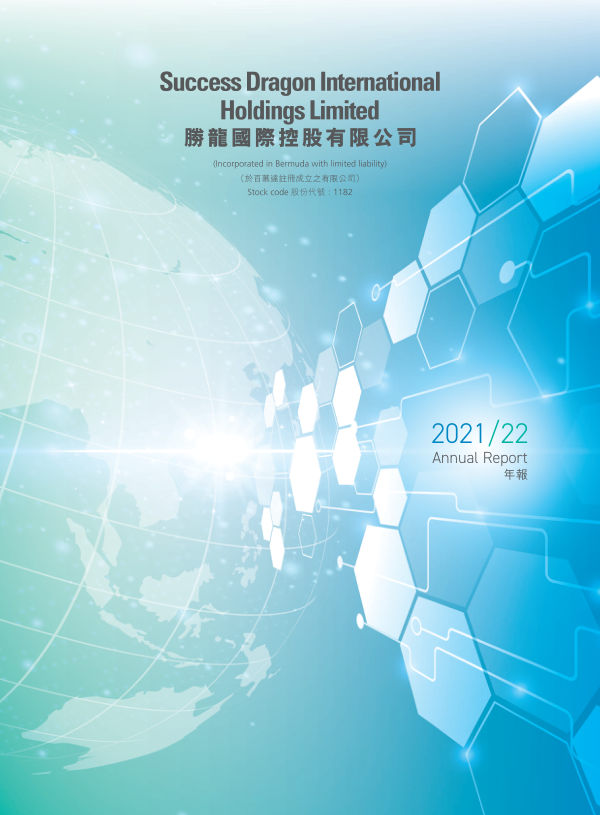 Success Dragon International
Holdings Limited
勝龍國際控股有限公司
(Incorporated in Bermuda with limited liability)
（於百慕達註冊成立之有限公司）
Stock code 股份代號：1182
2021/22
Annual Report
年報